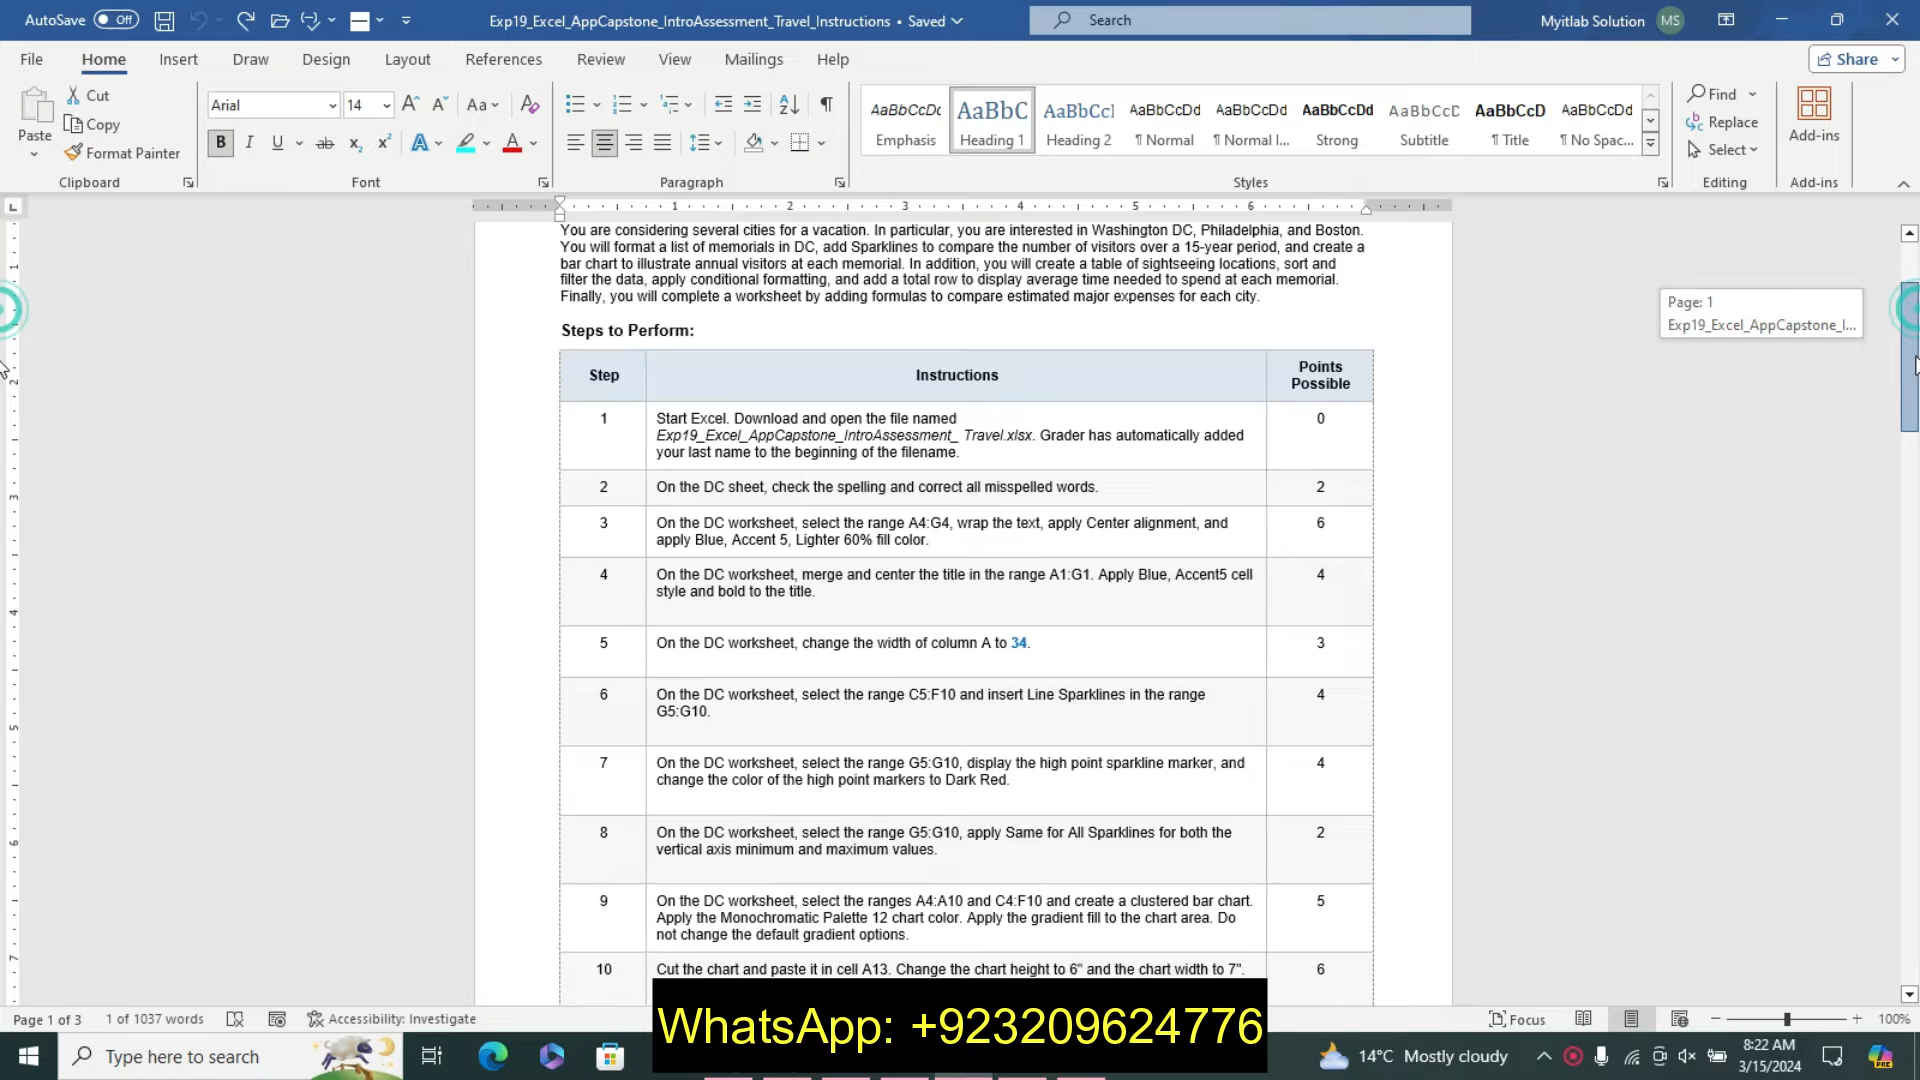 AutoSave Off
Exp19_Excel_AppCapstone_IntroAssessment_Travel_Instructions • Saved
Search
Myitlab Solution MS
File Home Insert Draw Design Layout References Review View Mailings Help
Share
Paste
Cut
Copy
Format Painter
Clipboard
Arial 14
Font
Paragraph
AaBbCcDc AaBbC AaBbCcI AaBbCcDd AaBbCcDd AaBbCcDd AaBbCcD AaBbCcD AaBbCcDd
Emphasis Heading 1 Heading 2 ¶ Normal ¶ Normal I... Strong Subtitle ¶ Title ¶ No Spac...
Styles
Find
Replace
Select
Editing
Add-ins
Add-ins
1 2 3 4 5 6
You are considering several cities for a vacation. In particular, you are interested in Washington DC, Philadelphia, and Boston.
You will format a list of memorials in DC, add Sparklines to compare the number of visitors over a 15-year period, and create a
bar chart to illustrate annual visitors at each memorial. In addition, you will create a table of sightseeing locations, sort and
filter the data, apply conditional formatting, and add a total row to display average time needed to spend at each memorial.
Finally, you will complete a worksheet by adding formulas to compare estimated major expenses for each city.
Page: 1
Exp19_Excel_AppCapstone_I...
Steps to Perform:
Step Instructions Points Possible
1 Start Excel. Download and open the file named 0
Exp19_Excel_AppCapstone_IntroAssessment_ Travel.xlsx. Grader has automatically added
your last name to the beginning of the filename.
2 On the DC sheet, check the spelling and correct all misspelled words. 2
3 On the DC worksheet, select the range A4:G4, wrap the text, apply Center alignment, and 6
apply Blue, Accent 5, Lighter 60% fill color.
4 On the DC worksheet, merge and center the title in the range A1:G1. Apply Blue, Accent5 cell 4
style and bold to the title.
5 On the DC worksheet, change the width of column A to 34. 3
6 On the DC worksheet, select the range C5:F10 and insert Line Sparklines in the range 4
G5:G10.
7 On the DC worksheet, select the range G5:G10, display the high point sparkline marker, and 4
change the color of the high point markers to Dark Red.
8 On the DC worksheet, select the range G5:G10, apply Same for All Sparklines for both the 2
vertical axis minimum and maximum values.
9 On the DC worksheet, select the ranges A4:A10 and C4:F10 and create a clustered bar chart. 5
Apply the Monochromatic Palette 12 chart color. Apply the gradient fill to the chart area. Do
not change the default gradient options.
10 Cut the chart and paste it in cell A13. Change the chart height to 6" and the chart width to 7". 6
WhatsApp: +923209624776
Page 1 of 3 1 of 1037 words Accessibility: Investigate
Focus 100%
Type here to search
14°C Mostly cloudy
8:22 AM
3/15/2024